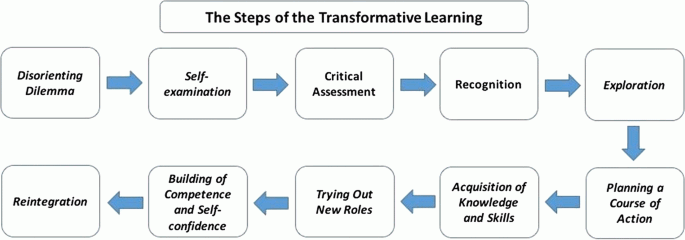 The Steps of the Transformative Learning
Disorienting
Dilemma
Self-
examination
Critical
Assessment
Recognition
Exploration
Planning a
Course of
Action
Acquisition of
Knowledge
and Skills
Trying Out
New Roles
Building of
Competence
and Self-
confidence
Reintegration